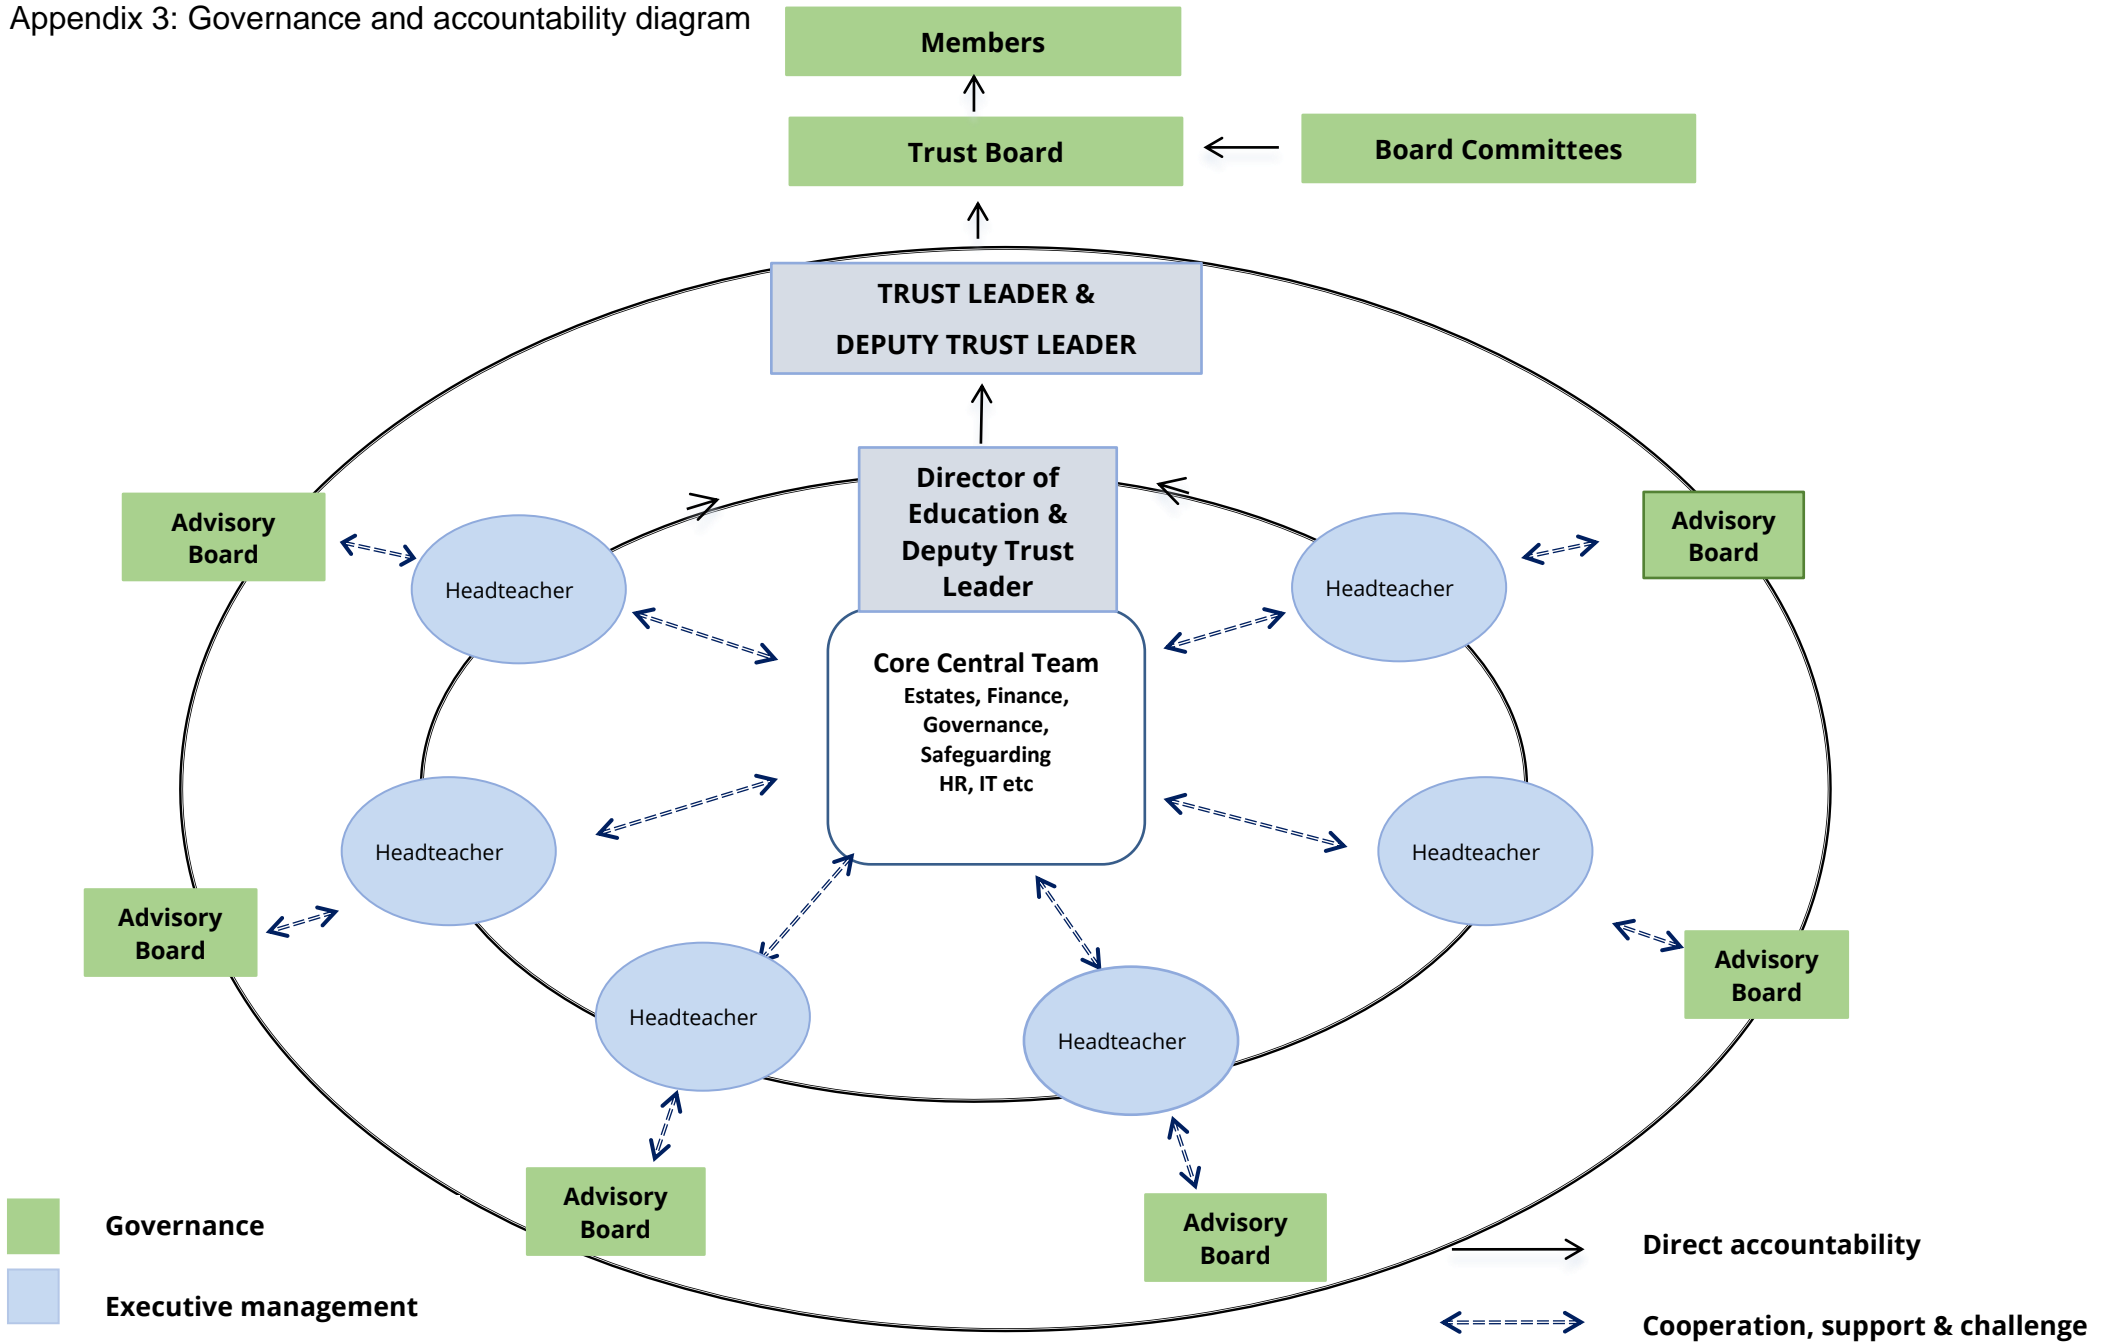 Appendix 3: Governance and accountability diagram
Members
Trust Board
Board Committees
TRUST LEADER &
DEPUTY TRUST LEADER
Director of
Education &
Deputy Trust
Leader
Advisory
Board
Headteacher
Headteacher
Advisory
Board
Core Central Team
Estates, Finance,
Governance,
Safeguarding
HR, IT etc
Headteacher
Headteacher
Advisory
Board
Advisory
Board
Headteacher
Headteacher
Advisory
Board
Advisory
Board
Governance
Executive management
Direct accountability
Cooperation, support & challenge